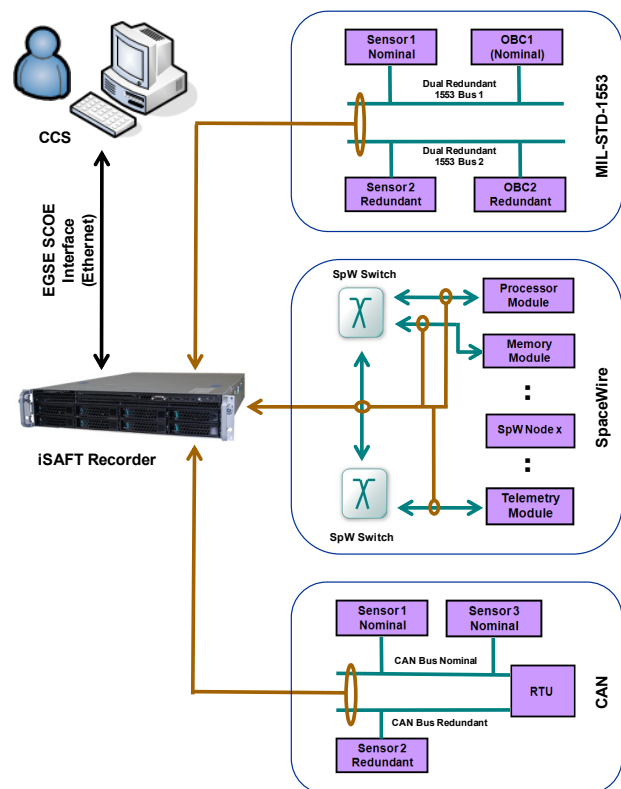 CCS
EGSE SCOE
Interface
(Ethernet)
iSAFT Recorder
Sensor 1
Nominal
OBC1
(Nominal)
Dual Redundant
1553 Bus 1
Dual Redundant
1553 Bus 2
Sensor 2
Redundant
OBC2
Redundant
MIL-STD-1553
SpW Switch
Processor
Module
Memory
Module
:
SpW Node x
:
Telemetry
Module
SpW Switch
SpaceWire
Sensor 1
Nominal
Sensor 3
Nominal
CAN Bus Nominal
RTU
CAN Bus Redundant
Sensor 2
Redundant
CAN